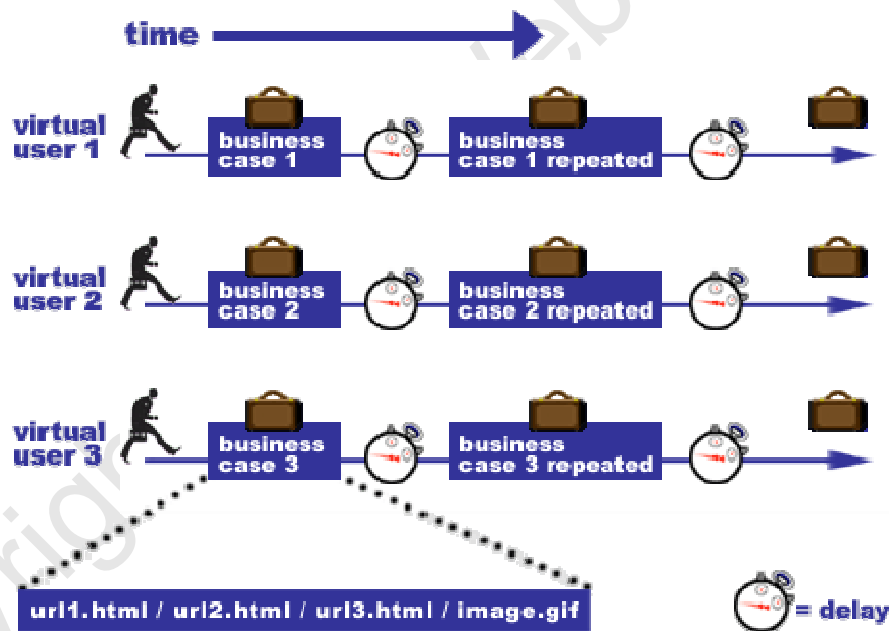 time
virtual
user 1
business
case 1
business
case 1 repeated
virtual
user 2
business
case 2
business
case 2 repeated
virtual
user 3
business
case 3
business
case 3 repeated
url1.html / url2.html / url3.html / image.gif
= delay